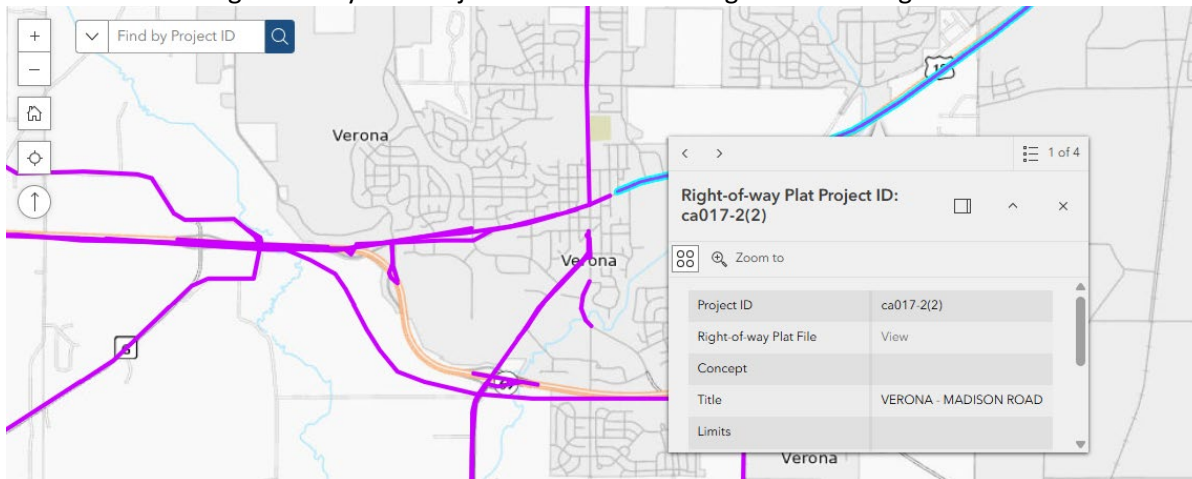 +
Find by Project ID
−
Verona
Verona
1 of 4
Right-of-way Plat Project ID:
ca017-2(2)
Zoom to
Project ID ca017-2(2)
Right-of-way Plat File View
Concept
Title VERONA - MADISON ROAD
Limits
Verona